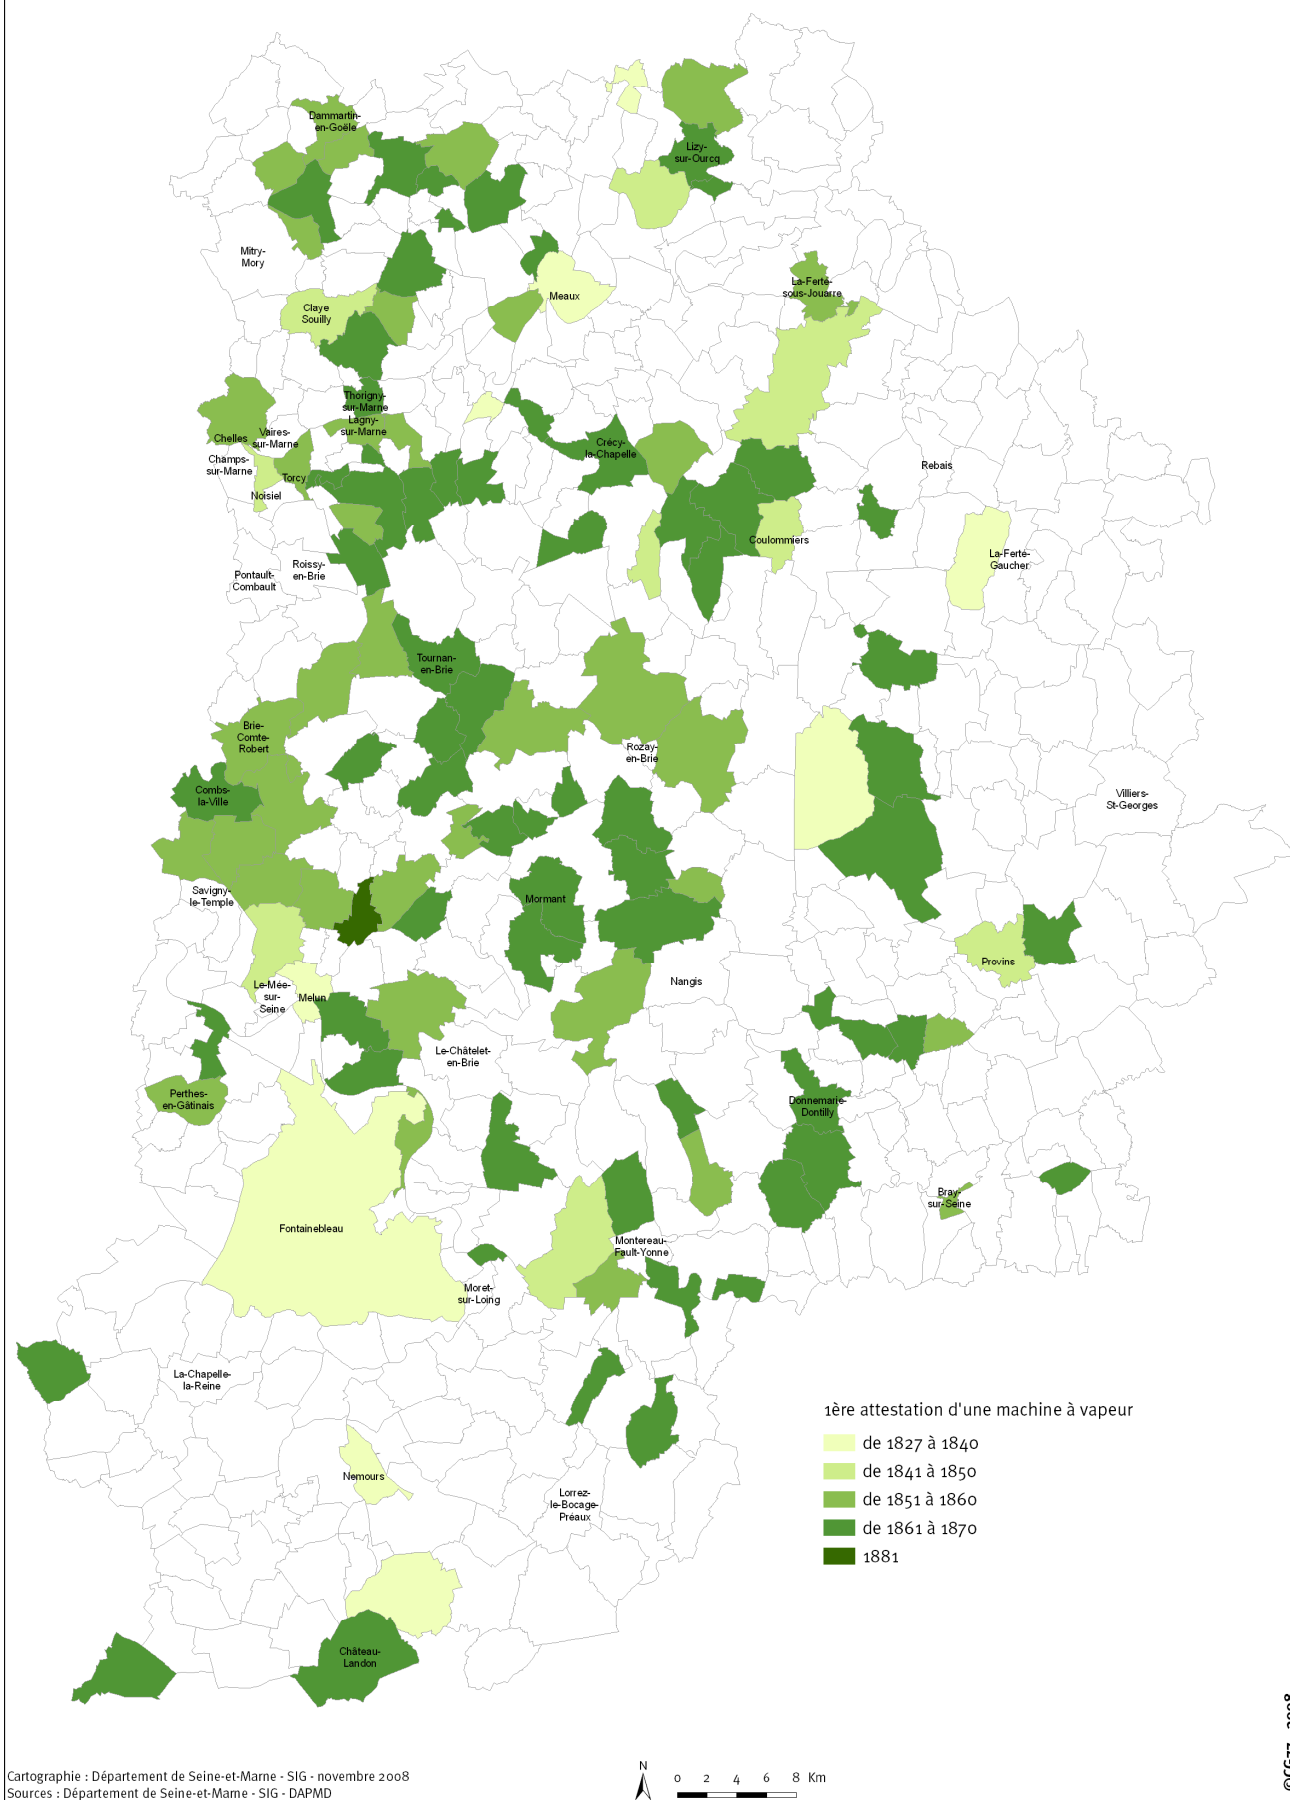 Dammartin-
en-Goële
Lizy-
sur-Ourcq
Mitry-
Mory
La-Ferté-
sous-Jouarre
Meaux
Claye
Souilly
Thorigny-
sur-Marne
Lagny-
sur-Marne
Chelles
Vaires-
sur-Marne
Crécy-
la-Chapelle
Champs-
sur-Marne
Rebais
Torcy
Noisiel
Coulommiers
La-Ferté-
Gaucher
Roissy-
en-Brie
Pontault-
Combault
Tournan-
en-Brie
Brie-
Comte-
Robert
Rozay-
en-Brie
Combs-
la-Ville
Villiers-
St-Georges
Savigny-
le-Temple
Mormant
Provins
Nangis
Le-Mée-
sur-
Seine
Melun
Le-Châtelet-
en-Brie
Perthes-
en-Gâtinais
Donnemarie-
Dontilly
Bray-
sur-Seine
Fontainebleau
Montereau-
Fault-Yonne
Moret-
sur-Loing
La-Chapelle-
la-Reine
Nemours
Lorrez-
le-Bocage-
Préaux
Château-
Landon
1ère attestation d'une machine à vapeur
de 1827 à 1840
de 1841 à 1850
de 1851 à 1860
de 1861 à 1870
1881
N
0 2 4 6 8 Km
Cartographie : Département de Seine-et-Marne - SIG - novembre 2008
Sources : Département de Seine-et-Marne - SIG - DAPMD